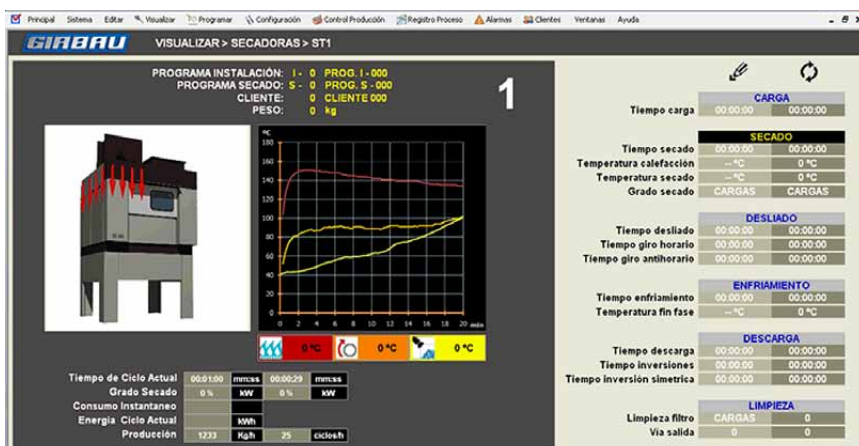 Principal Sistema Editar Visualizar Programar Configuración Control Producción Registro Proceso Alarmas Clientes Ventanas Ayuda
GIRBAU VISUALIZAR > SECADORAS > ST1
PROGRAMA INSTALACIÓN: I - 0 PROG. I - 000
PROGRAMA SECADO: S - 0 PROG. S - 000
CLIENTE: 0 CLIENTE 000
PESO: 0 kg
1
ºC
180
160
140
120
100
80
60
40
20
0
0 2 4 6 8 10 12 14 16 18 20 min
0 ºC 0 ºC 0 ºC
Tiempo de Ciclo Actual 00:01:00 mm:ss 00:00:29 mm:ss
Grado Secado 0 % kW 0 % kW
Consumo Instantaneo
Energía Ciclo Actual kWh
Producción 1233 Kg/h 25 ciclos/h
CARGA
Tiempo carga 00:00:00 00:00:00
SECADO
Tiempo secado 00:00:00 00:00:00
Temperatura calefacción -- ºC 0 ºC
Temperatura secado -- ºC 0 ºC
Grado secado CARGAS CARGAS
DESLIADO
Tiempo desliado 00:00:00 00:00:00
Tiempo giro horario 00:00:00 00:00:00
Tiempo giro antihorario 00:00:00 00:00:00
ENFRIAMIENTO
Tiempo enfriamiento 00:00:00 00:00:00
Temperatura fin fase -- ºC 0 ºC
DESCARGA
Tiempo descarga 00:00:00 00:00:00
Tiempo inversiones 00:00:00 00:00:00
Tiempo inversión simetrica 00:00:00 00:00:00
LIMPIEZA
Limpieza filtro CARGAS 0
Vía salida 0 0